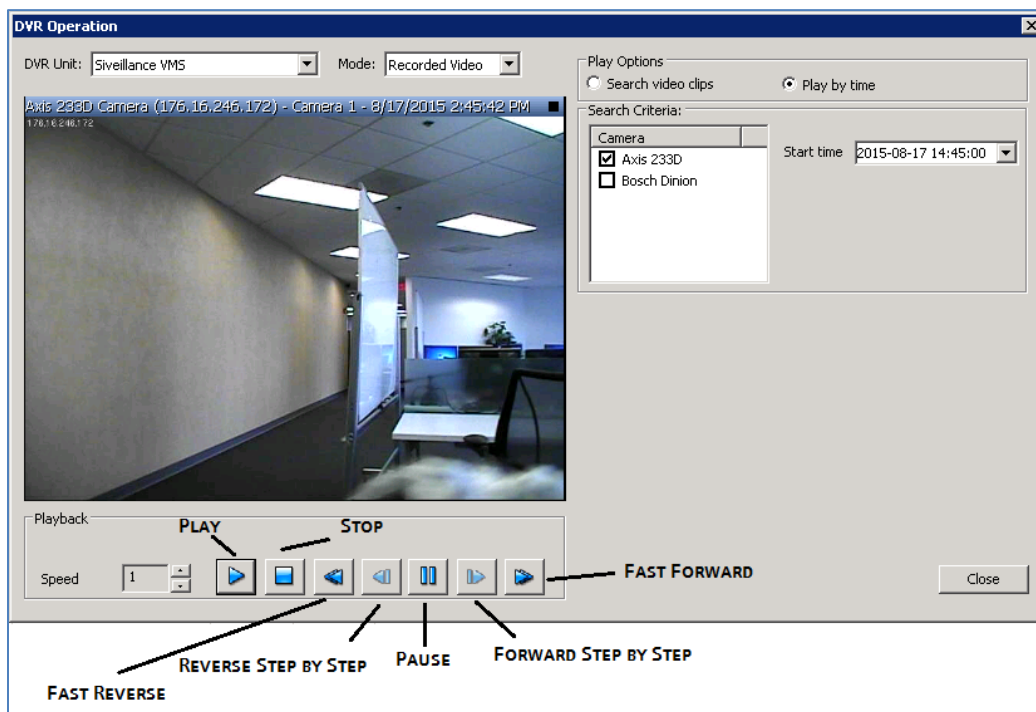 DVR Operation
DVR Unit: Siveillance VMS Mode: Recorded Video
Play Options
Search video clips Play by time
Axis 233D Camera (176.16.246.172) - Camera 1 - 8/17/2015 2:45:42 PM
176.16.246.172
Search Criteria:
Camera
Axis 233D
Bosch Dinion
Start time 2015-08-17 14:45:00
Playback
PLAY
STOP
Speed 1
FAST FORWARD
Close
REVERSE STEP BY STEP
PAUSE
FORWARD STEP BY STEP
FAST REVERSE